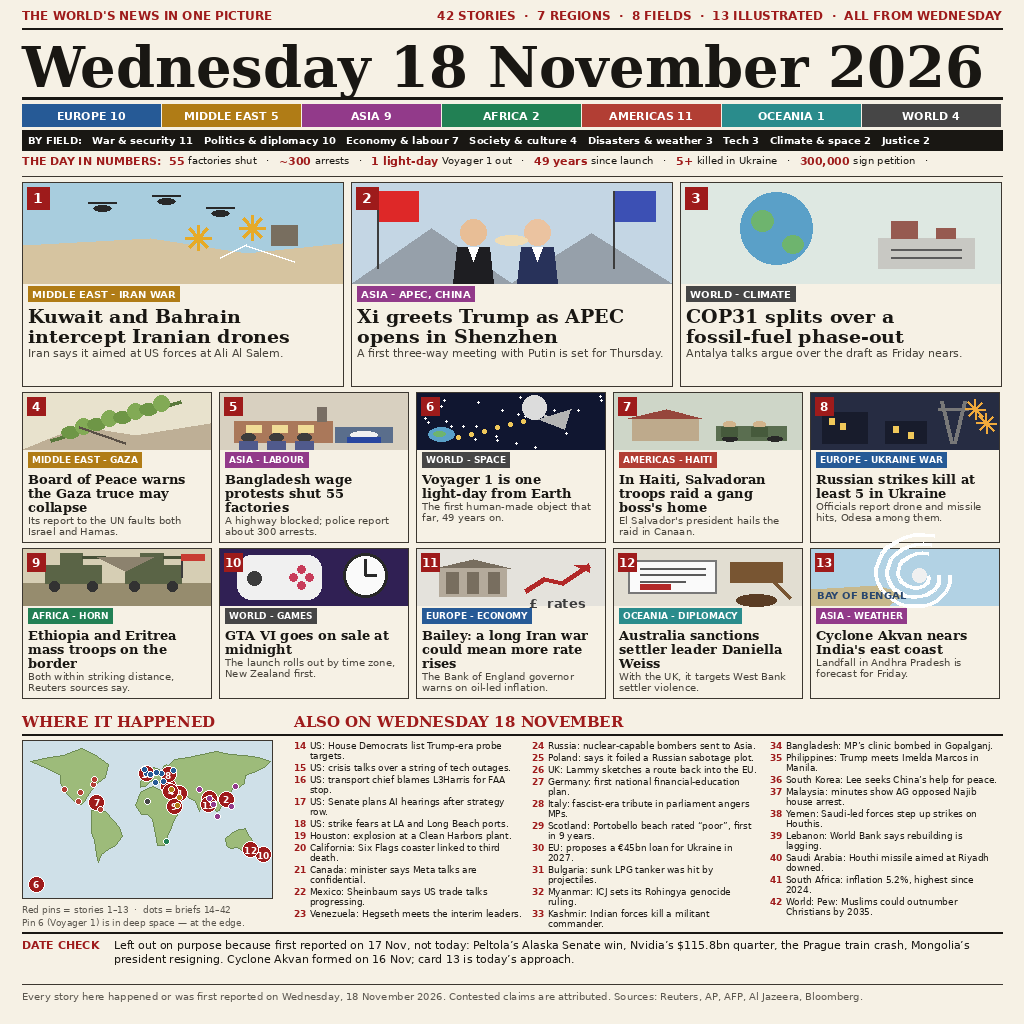 THE WORLD'S NEWS IN ONE PICTURE
42 STORIES · 7 REGIONS · 8 FIELDS · 13 ILLUSTRATED · ALL FROM WEDNESDAY
Wednesday 18 November 2026
EUROPE 10
MIDDLE EAST 5
ASIA 9
AFRICA 2
AMERICAS 11
OCEANIA 1
WORLD 4
BY FIELD: War & security 11 Politics & diplomacy 10 Economy & labour 7 Society & culture 4 Disasters & weather 3 Tech 3 Climate & space 2 Justice 2
THE DAY IN NUMBERS: 55 factories shut · ~300 arrests · 1 light-day Voyager 1 out · 49 years since launch · 5+ killed in Ukraine · 300,000 sign petition ·
1
MIDDLE EAST - IRAN WAR
Kuwait and Bahrain
intercept Iranian drones
Iran says it aimed at US forces at Ali Al Salem.
2
ASIA - APEC, CHINA
Xi greets Trump as APEC
opens in Shenzhen
A first three-way meeting with Putin is set for Thursday.
3
WORLD - CLIMATE
COP31 splits over a
fossil-fuel phase-out
Antalya talks argue over the draft as Friday nears.
4
MIDDLE EAST - GAZA
Board of Peace warns
the Gaza truce may
collapse
Its report to the UN faults both
Israel and Hamas.
5
ASIA - LABOUR
Bangladesh wage
protests shut 55
factories
A highway blocked; police report
about 300 arrests.
6
WORLD - SPACE
Voyager 1 is one
light-day from Earth
The first human-made object that
far, 49 years on.
7
AMERICAS - HAITI
In Haiti, Salvadoran
troops raid a gang
boss's home
El Salvador's president hails the
raid in Canaan.
8
EUROPE - UKRAINE WAR
Russian strikes kill at
least 5 in Ukraine
Officials report drone and missile
hits, Odesa among them.
9
AFRICA - HORN
Ethiopia and Eritrea
mass troops on the
border
Both within striking distance,
Reuters sources say.
10
WORLD - GAMES
GTA VI goes on sale at
midnight
The launch rolls out by time zone,
New Zealand first.
11
£ rates
EUROPE - ECONOMY
Bailey: a long Iran war
could mean more rate
rises
The Bank of England governor
warns on oil-led inflation.
12
OCEANIA - DIPLOMACY
Australia sanctions
settler leader Daniella
Weiss
With the UK, it targets West Bank
settler violence.
13
BAY OF BENGAL
ASIA - WEATHER
Cyclone Akvan nears
India's east coast
Landfall in Andhra Pradesh is
forecast for Friday.
WHERE IT HAPPENED
7
2
12
10
6
Red pins = stories 1–13 · dots = briefs 14–42
Pin 6 (Voyager 1) is in deep space — at the edge.
ALSO ON WEDNESDAY 18 NOVEMBER
14 US: House Democrats list Trump-era probe
targets.
15 US: crisis talks over a string of tech outages.
16 US: transport chief blames L3Harris for FAA
stop.
17 US: Senate plans AI hearings after strategy
row.
18 US: strike fears at LA and Long Beach ports.
19 Houston: explosion at a Clean Harbors plant.
20 California: Six Flags coaster linked to third
death.
21 Canada: minister says Meta talks are
confidential.
22 Mexico: Sheinbaum says US trade talks
progressing.
23 Venezuela: Hegseth meets the interim leaders.
24 Russia: nuclear-capable bombers sent to Asia.
25 Poland: says it foiled a Russian sabotage plot.
26 UK: Lammy sketches a route back into the EU.
27 Germany: first national financial-education
plan.
28 Italy: fascist-era tribute in parliament angers
MPs.
29 Scotland: Portobello beach rated “poor”, first
in 9 years.
30 EU: proposes a €45bn loan for Ukraine in
2027.
31 Bulgaria: sunk LPG tanker was hit by
projectiles.
32 Myanmar: ICJ sets its Rohingya genocide
ruling.
33 Kashmir: Indian forces kill a militant
commander.
34 Bangladesh: MP’s clinic bombed in Gopalganj.
35 Philippines: Trump meets Imelda Marcos in
Manila.
36 South Korea: Lee seeks China’s help for peace.
37 Malaysia: minutes show AG opposed Najib
house arrest.
38 Yemen: Saudi-led forces step up strikes on
Houthis.
39 Lebanon: World Bank says rebuilding is
lagging.
40 Saudi Arabia: Houthi missile aimed at Riyadh
downed.
41 South Africa: inflation 5.2%, highest since
2024.
42 World: Pew: Muslims could outnumber
Christians by 2035.
DATE CHECK Left out on purpose because first reported on 17 Nov, not today: Peltola’s Alaska Senate win, Nvidia’s $115.8bn quarter, the Prague train crash, Mongolia’s
president resigning. Cyclone Akvan formed on 16 Nov; card 13 is today’s approach.
Every story here happened or was first reported on Wednesday, 18 November 2026. Contested claims are attributed. Sources: Reuters, AP, AFP, Al Jazeera, Bloomberg.